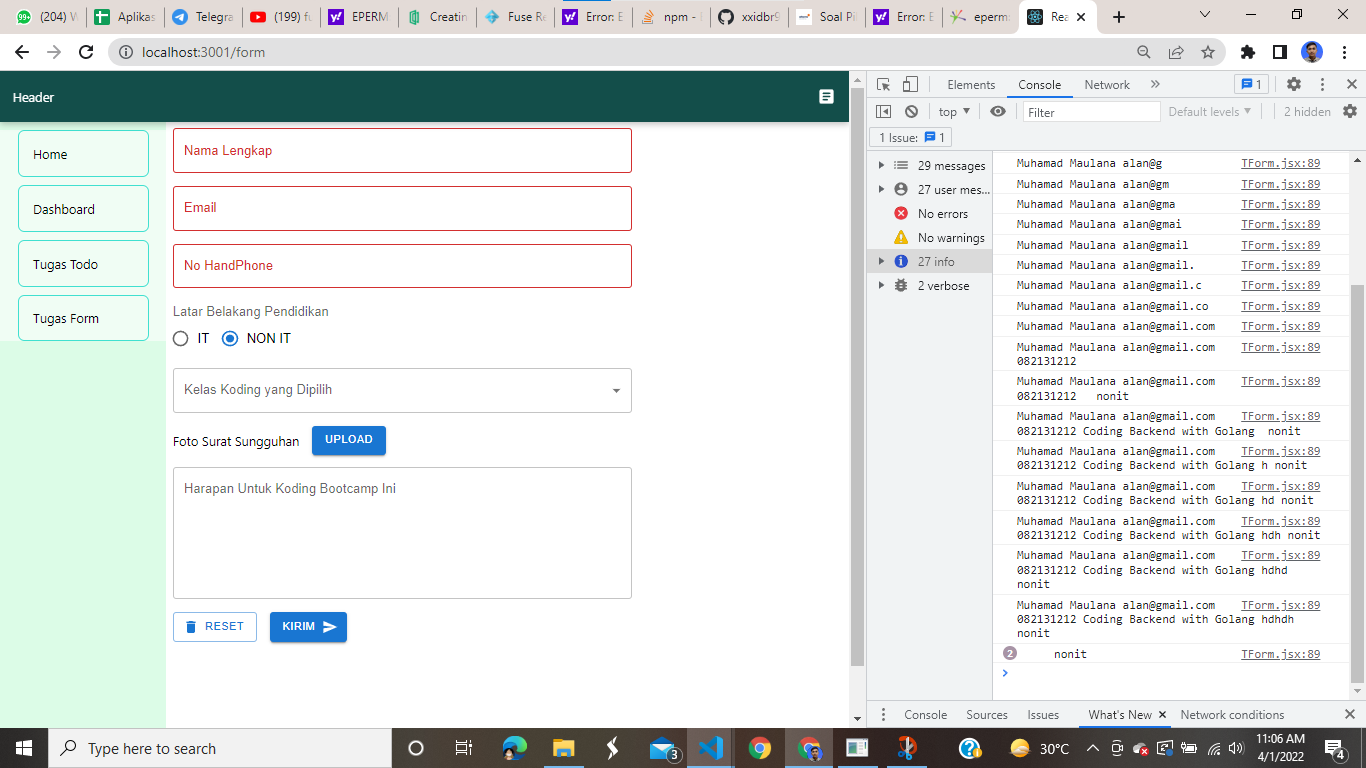 (204) W
Aplikas
Telegra
(199) fu
EPERM
Creatin
Fuse Re
Error: E
npm -
xxidbr9
Soal Pi
Error: E
eperm:
Rea
localhost:3001/form
Header
Home
Dashboard
Tugas Todo
Tugas Form
Nama Lengkap
Email
No HandPhone
Latar Belakang Pendidikan
IT NON IT
Kelas Koding yang Dipilih
Foto Surat Sungguhan UPLOAD
Harapan Untuk Koding Bootcamp Ini
RESET KIRIM
Elements Console Network 1
top Filter Default levels 2 hidden
1 Issue: 1
29 messages
27 user mes...
No errors
No warnings
27 info
2 verbose
Muhamad Maulana alan@g TForm.jsx:89
Muhamad Maulana alan@gm TForm.jsx:89
Muhamad Maulana alan@gma TForm.jsx:89
Muhamad Maulana alan@gmai TForm.jsx:89
Muhamad Maulana alan@gmail TForm.jsx:89
Muhamad Maulana alan@gmail. TForm.jsx:89
Muhamad Maulana alan@gmail.c TForm.jsx:89
Muhamad Maulana alan@gmail.co TForm.jsx:89
Muhamad Maulana alan@gmail.com TForm.jsx:89
Muhamad Maulana alan@gmail.com TForm.jsx:89
082131212
Muhamad Maulana alan@gmail.com TForm.jsx:89
082131212 nonit
Muhamad Maulana alan@gmail.com TForm.jsx:89
082131212 Coding Backend with Golang nonit
Muhamad Maulana alan@gmail.com TForm.jsx:89
082131212 Coding Backend with Golang h nonit
Muhamad Maulana alan@gmail.com TForm.jsx:89
082131212 Coding Backend with Golang hd nonit
Muhamad Maulana alan@gmail.com TForm.jsx:89
082131212 Coding Backend with Golang hdh nonit
Muhamad Maulana alan@gmail.com TForm.jsx:89
082131212 Coding Backend with Golang hdhd
nonit
Muhamad Maulana alan@gmail.com TForm.jsx:89
082131212 Coding Backend with Golang hdhdh
nonit
2 nonit TForm.jsx:89
Console Sources Issues What's New Network conditions
Type here to search
3
30°C
11:06 AM
4/1/2022
4